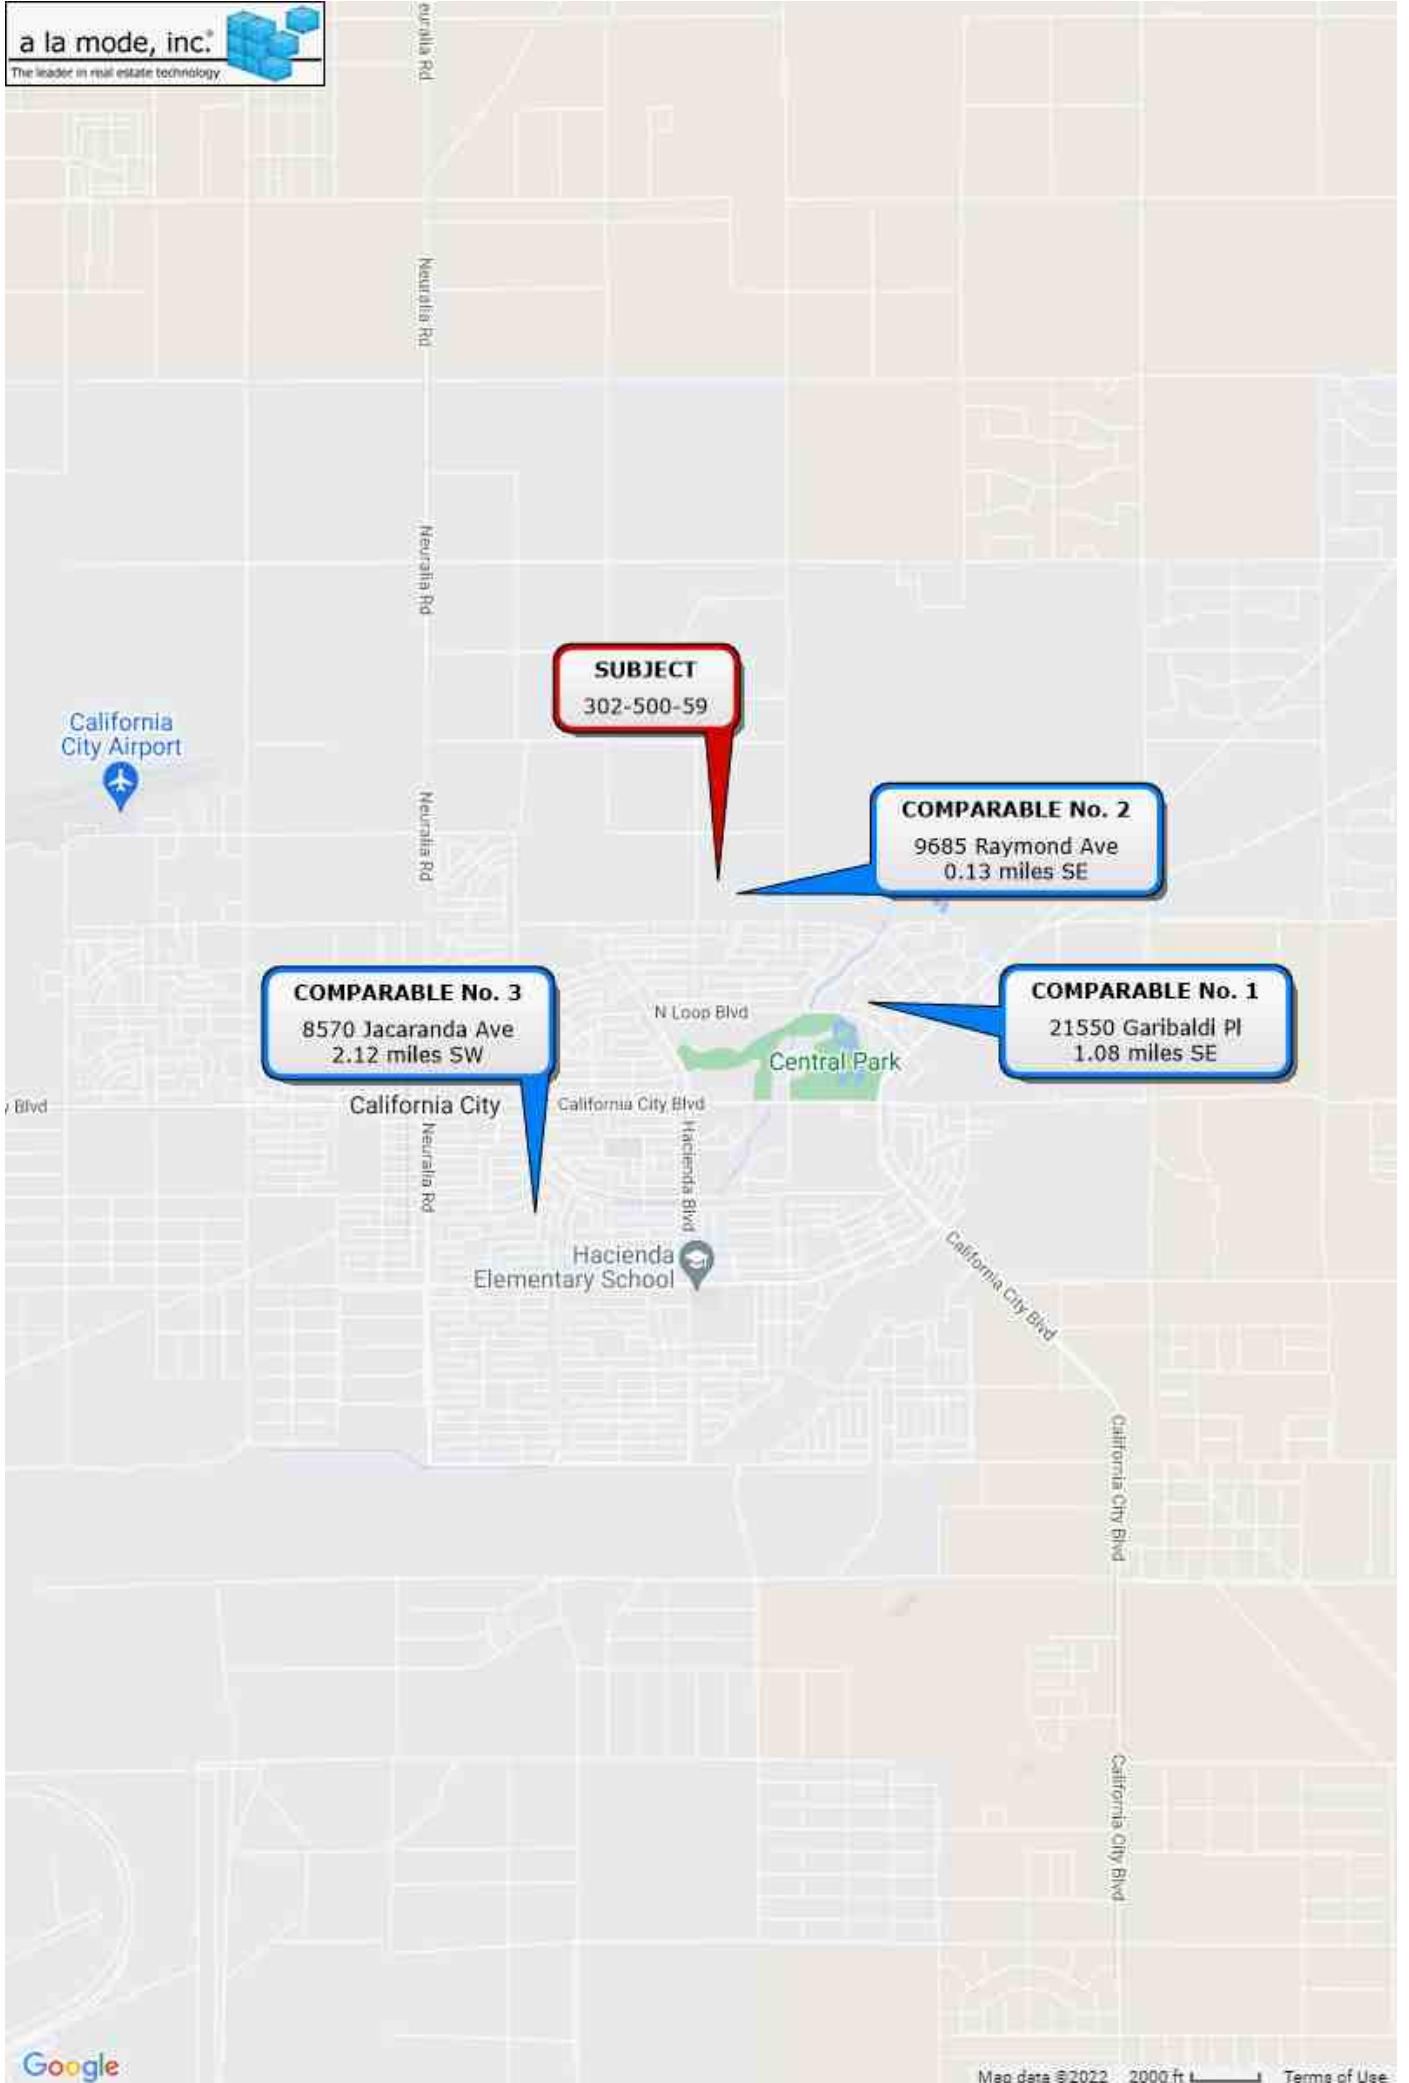 a la mode, inc.®
The leader in real estate technology
euralia Rd
Neuralia Rd
Neuralia Rd
SUBJECT
302-500-59
California
City Airport
Neuralia Rd
COMPARABLE No. 2
9685 Raymond Ave
0.13 miles SE
COMPARABLE No. 3
8570 Jacaranda Ave
2.12 miles SW
N Loop Blvd
COMPARABLE No. 1
21550 Garibaldi Pl
1.08 miles SE
Central Park
Blvd
California City
California City Blvd
Neuralia Rd
Hacienda Blvd
Hacienda
Elementary School
California City Blvd
California City Blvd
California City Blvd
Google
Map data ©2022
2000 ft
Terms of Use